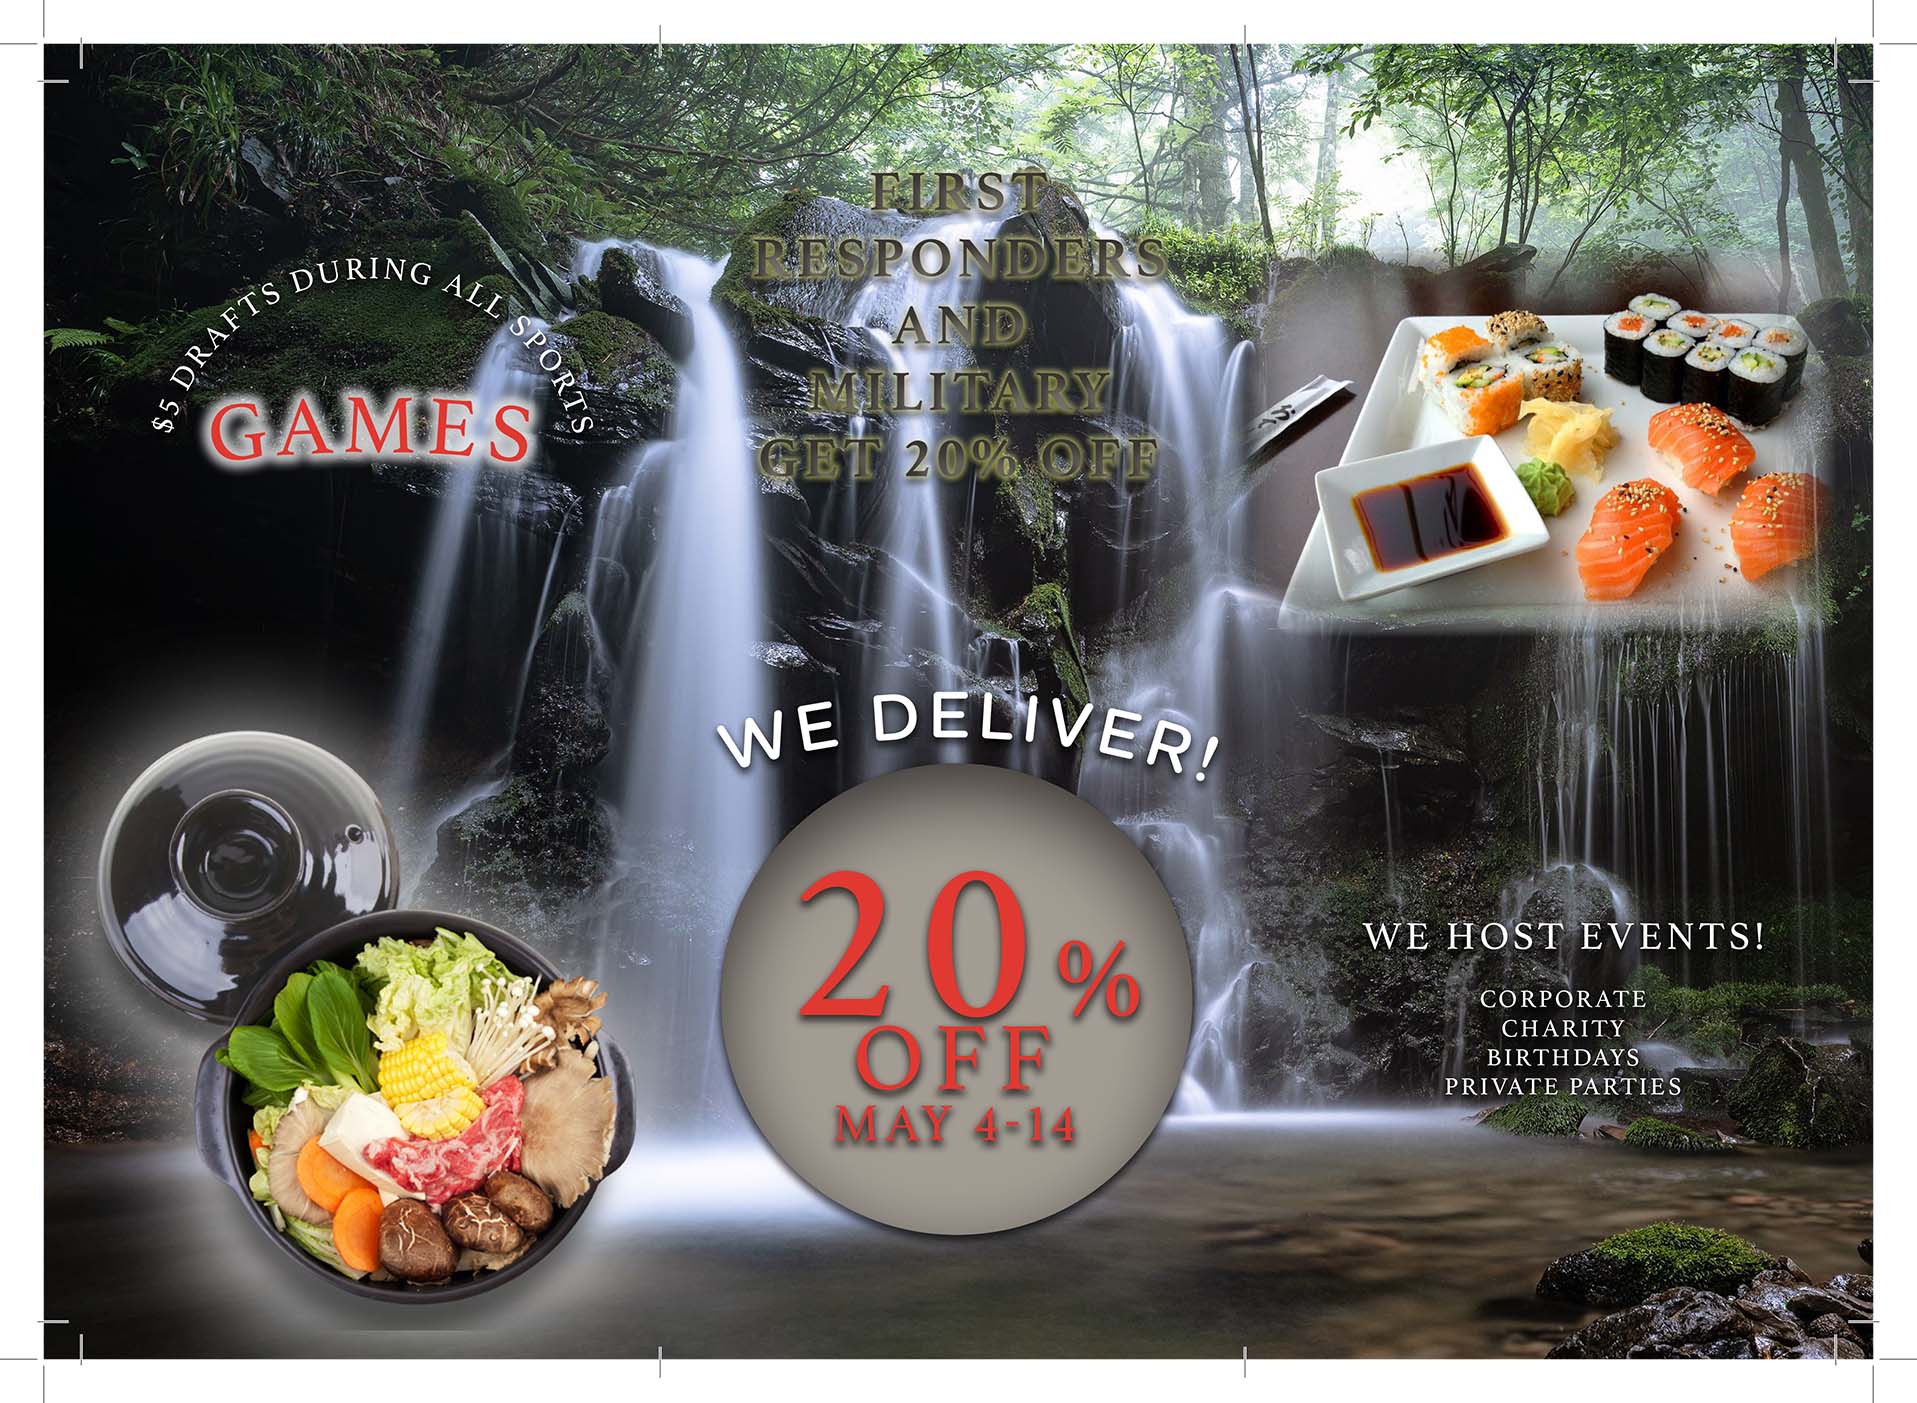 $5 DRAFTS DURING ALL SPORTS
GAMES
FIRST
RESPONDERS
AND
MILITARY
GET 20% OFF
WE DELIVER!
20%
OFF
MAY 4-14
WE HOST EVENTS!
CORPORATE
CHARITY
BIRTHDAYS
PRIVATE PARTIES